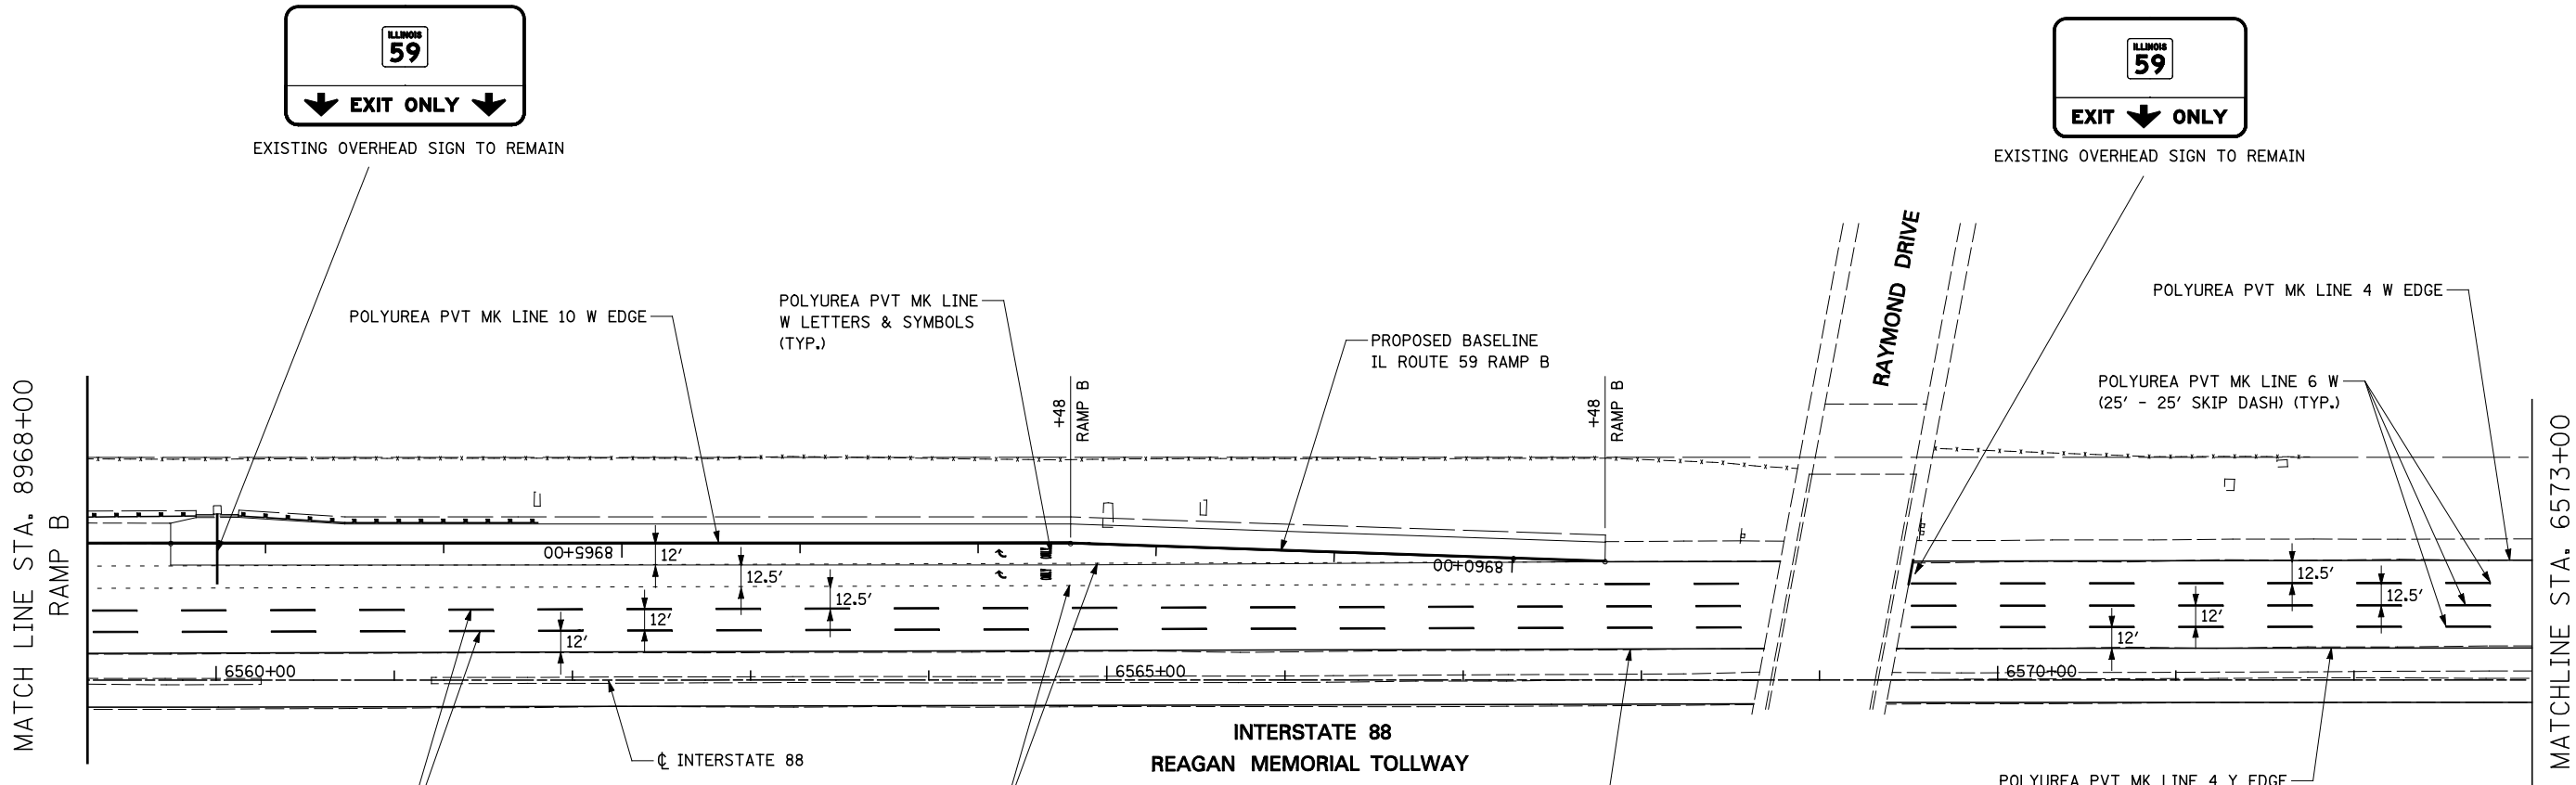 ILLINOIS
59
EXIT ONLY
EXISTING OVERHEAD SIGN TO REMAIN
ILLINOIS
59
EXIT ONLY
EXISTING OVERHEAD SIGN TO REMAIN
POLYUREA PVT MK LINE 10 W EDGE
POLYUREA PVT MK LINE
W LETTERS & SYMBOLS
(TYP.)
PROPOSED BASELINE
IL ROUTE 59 RAMP B
RAYMOND DRIVE
POLYUREA PVT MK LINE 4 W EDGE
POLYUREA PVT MK LINE 6 W
(25' - 25' SKIP DASH) (TYP.)
MATCH LINE STA. 8968+00
RAMP B
+48
RAMP B
+48
RAMP B
8965+00
12'
12.5'
12.5'
12'
12'
8960+00
12.5'
12.5'
12'
12'
6560+00
6565+00
6570+00
℄ INTERSTATE 88
INTERSTATE 88
REAGAN MEMORIAL TOLLWAY
POLYUREA PVT MK LINE 4 Y EDGE
MATCHLINE STA. 6573+00